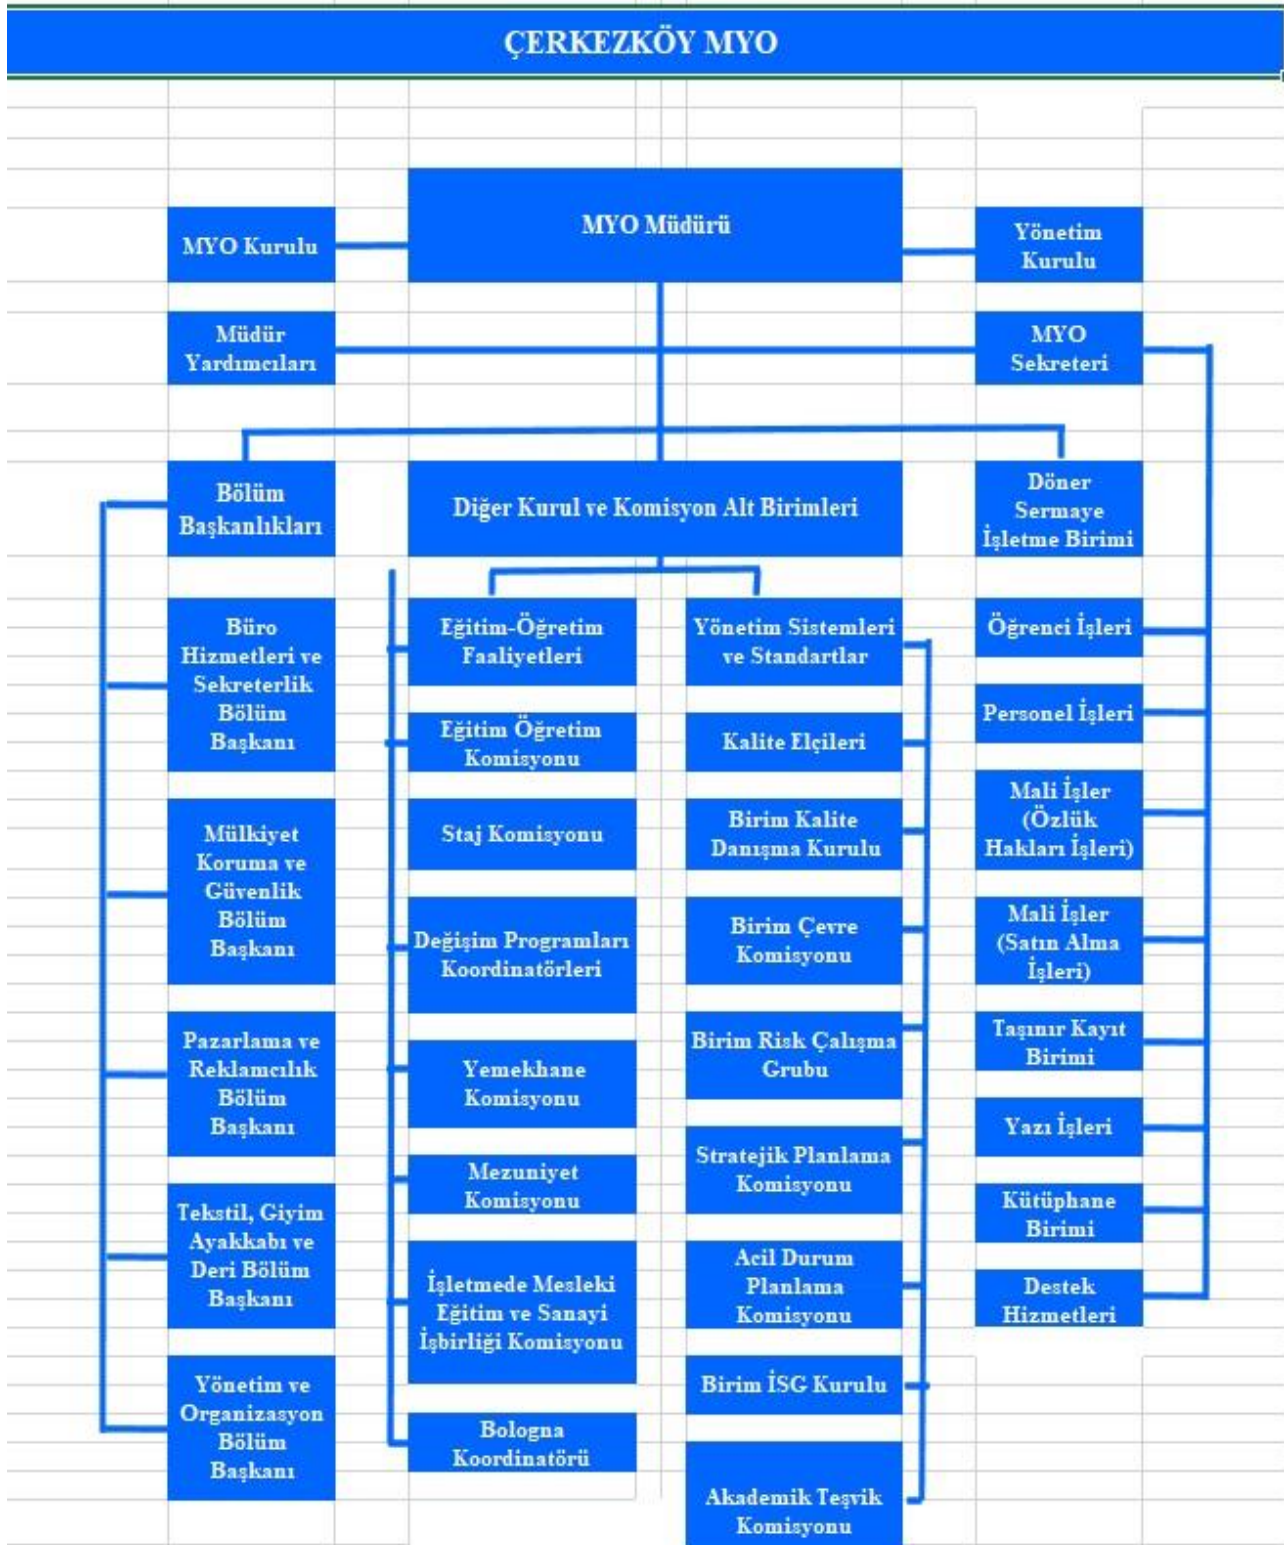 ÇERKEZKÖY MYO
MYO Müdürü
MYO Kurulu
Yönetim
Kurulu
Müdür
Yardımcıları
MYO
Sekreteri
Bölüm
Başkanlıkları
Diğer Kurul ve Komisyon Alt Birimleri
Döner
Sermaye
İşletme Birimi
Büro
Hizmetleri ve
Sekreterlik
Bölüm
Başkanı
Mülkiyet
Koruma ve
Güvenlik
Bölüm
Başkanı
Pazarlama ve
Reklamcılık
Bölüm
Başkanı
Tekstil, Giyim
Ayakkabı ve
Deri Bölüm
Başkanı
Yönetim ve
Organizasyon
Bölüm
Başkanı
Eğitim-Öğretim
Faaliyetleri
Eğitim Öğretim
Komisyonu
Staj Komisyonu
Değişim Programları
Koordinatörleri
Yemekhane
Komisyonu
Mezuniyet
Komisyonu
İşletmede Mesleki
Eğitim ve Sanayi
İşbirliği Komisyonu
Bologna
Koordinatörü
Yönetim Sistemleri
ve Standartlar
Kalite Elçileri
Birim Kalite
Danışma Kurulu
Birim Çevre
Komisyonu
Birim Risk Çalışma
Grubu
Stratejik Planlama
Komisyonu
Acil Durum
Planlama
Komisyonu
Birim İSG Kurulu
Akademik Teşvik
Komisyonu
Öğrenci İşleri
Personel İşleri
Mali İşler
(Özlük
Hakları İşleri)
Mali İşler
(Satın Alma
İşleri)
Taşınır Kayıt
Birimi
Yazı İşleri
Kütüphane
Birimi
Destek
Hizmetleri